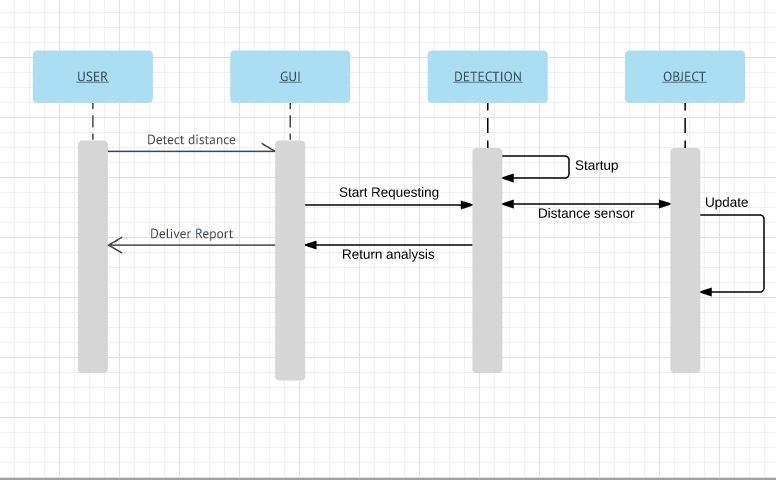 USER
GUI
DETECTION
OBJECT
Detect distance
Startup
Start Requesting
Update
Distance sensor
Deliver Report
Return analysis